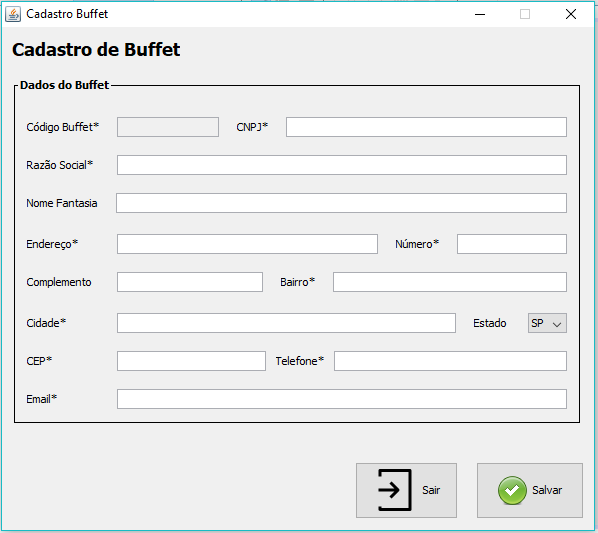 Cadastro Buffet
Cadastro de Buffet
Dados do Buffet
Código Buffet* CNPJ*
Razão Social*
Nome Fantasia
Endereço* Número*
Complemento Bairro*
Cidade* Estado SP
CEP* Telefone*
Email*
Sair Salvar